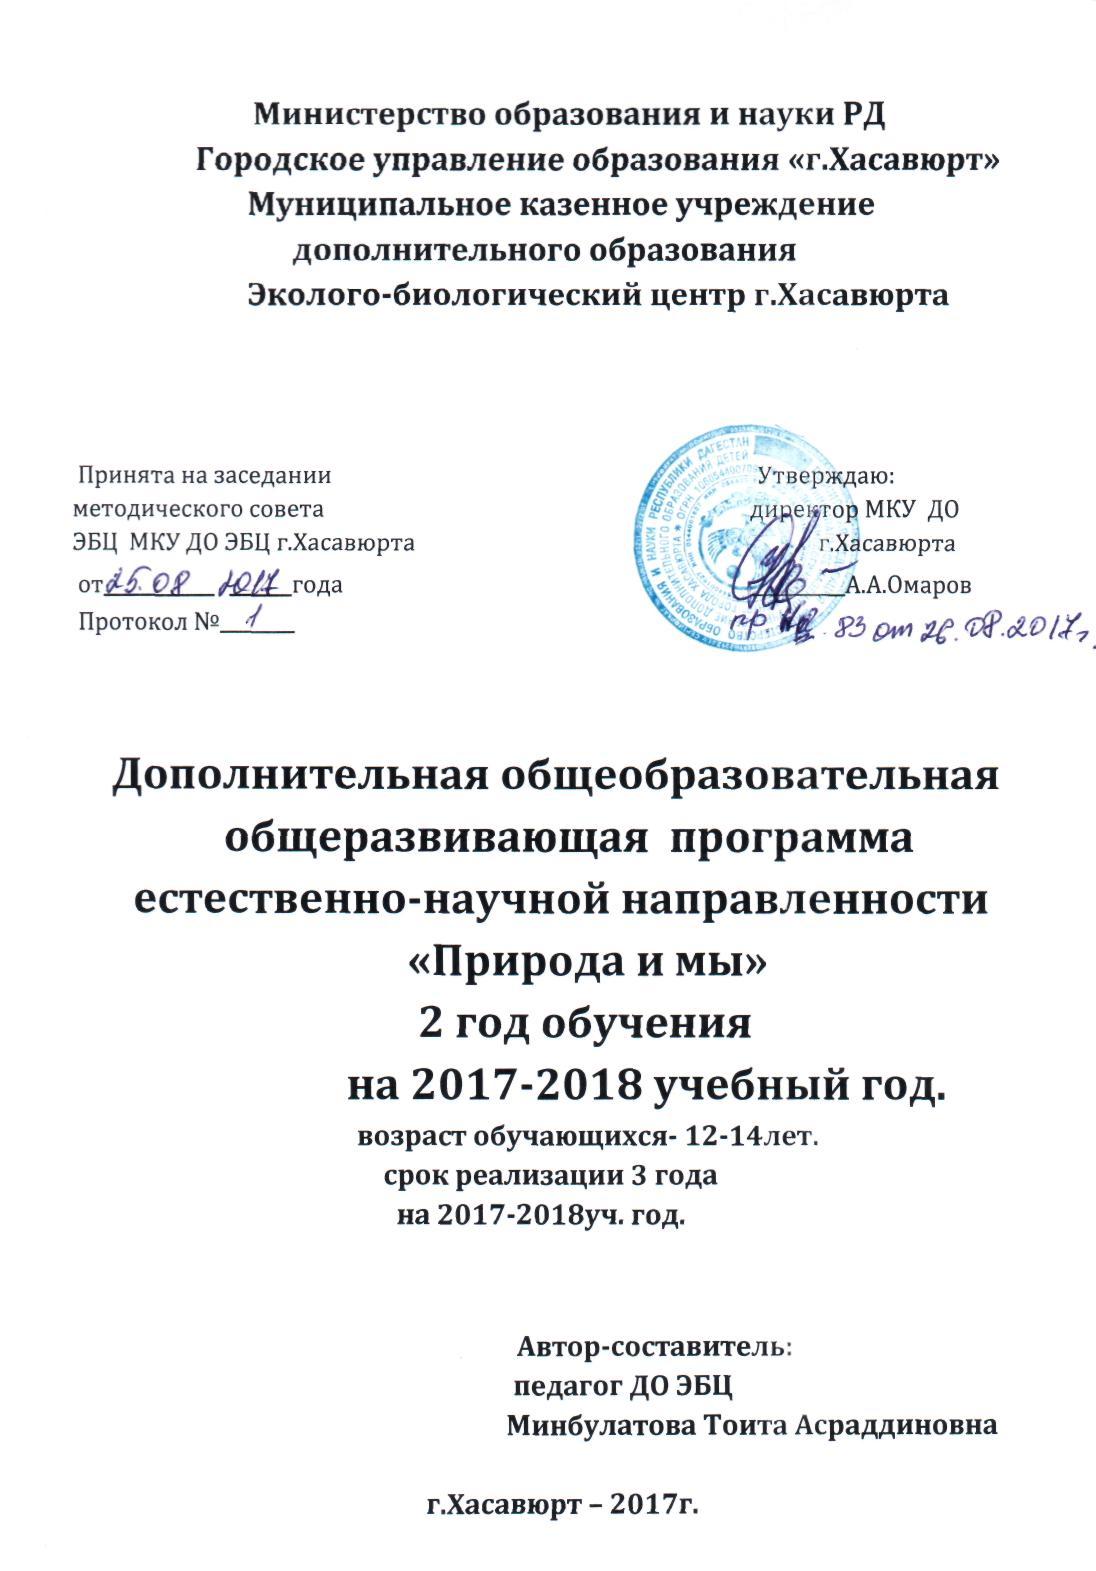 Министерство образования и науки РД
Городское управление образования «г.Хасавюрт»
Муниципальное казенное учреждение
дополнительного образования
Эколого-биологический центр г.Хасавюрта
Принята на заседании
методического совета
ЭБЦ МКУ ДО ЭБЦ г.Хасавюрта
от 25.08 2017 года
Протокол № 1
Утверждаю:
директор МКУ ДО
г.Хасавюрта
А.А.Омаров
пр № 83 от 26.08.2017г.
Дополнительная общеобразовательная
общеразвивающая программа
естественно-научной направленности
«Природа и мы»
2 год обучения
на 2017-2018 учебный год.
возраст обучающихся- 12-14лет.
срок реализации 3 года
на 2017-2018уч. год.
Автор-составитель:
педагог ДО ЭБЦ
Минбулатова Тоита Асраддиновна
г.Хасавюрт – 2017г.